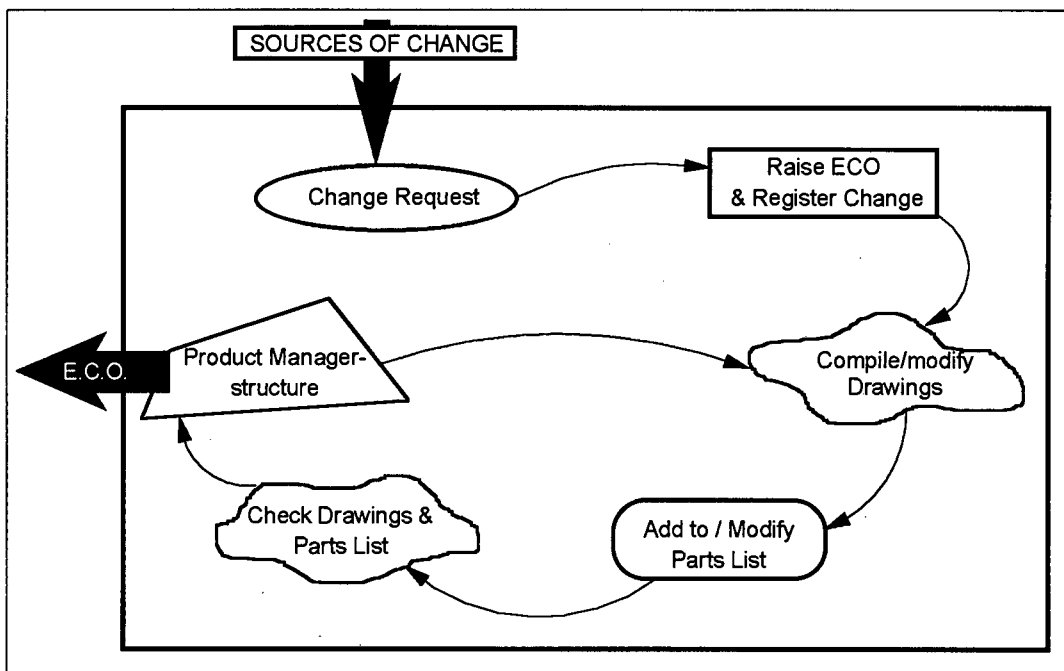 SOURCES OF CHANGE
Change Request
Raise ECO
& Register Change
E.C.O.
Product Manager-
structure
Compile/modify
Drawings
Check Drawings &
Parts List
Add to / Modify
Parts List